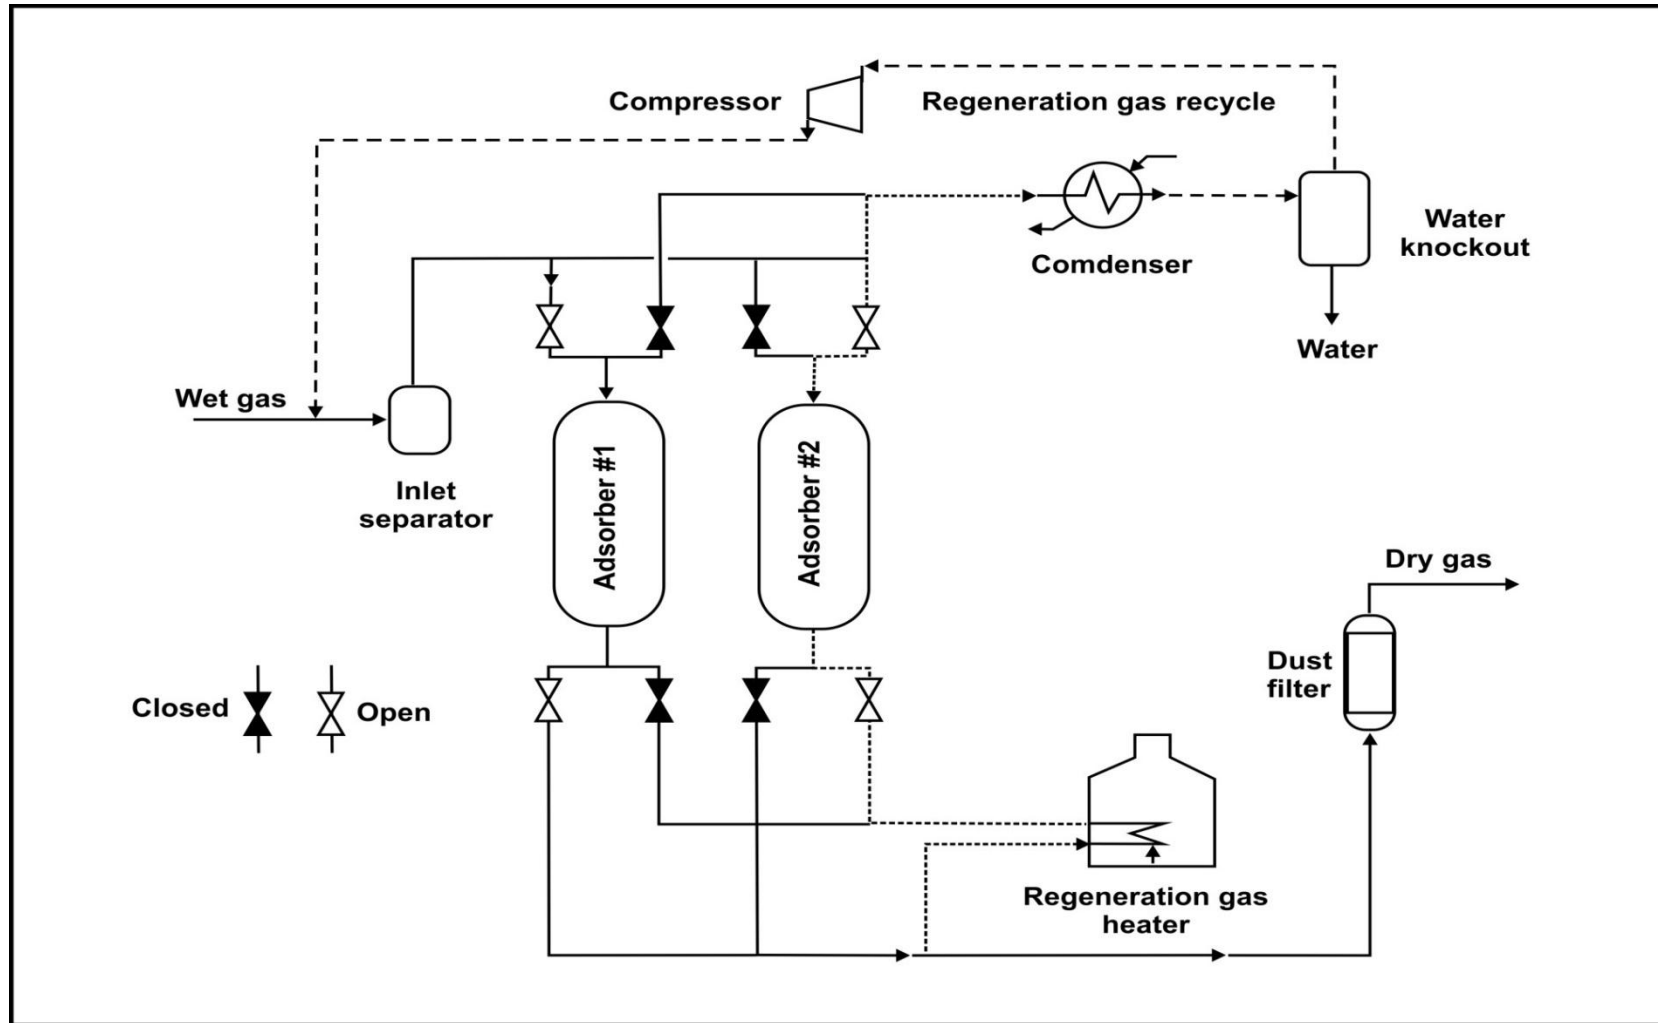 Compressor
Regeneration gas recycle
Comdenser
Water
knockout
Water
Wet gas
Inlet
separator
Adsorber #1
Adsorber #2
Dry gas
Dust
filter
Closed
Open
Regeneration gas
heater